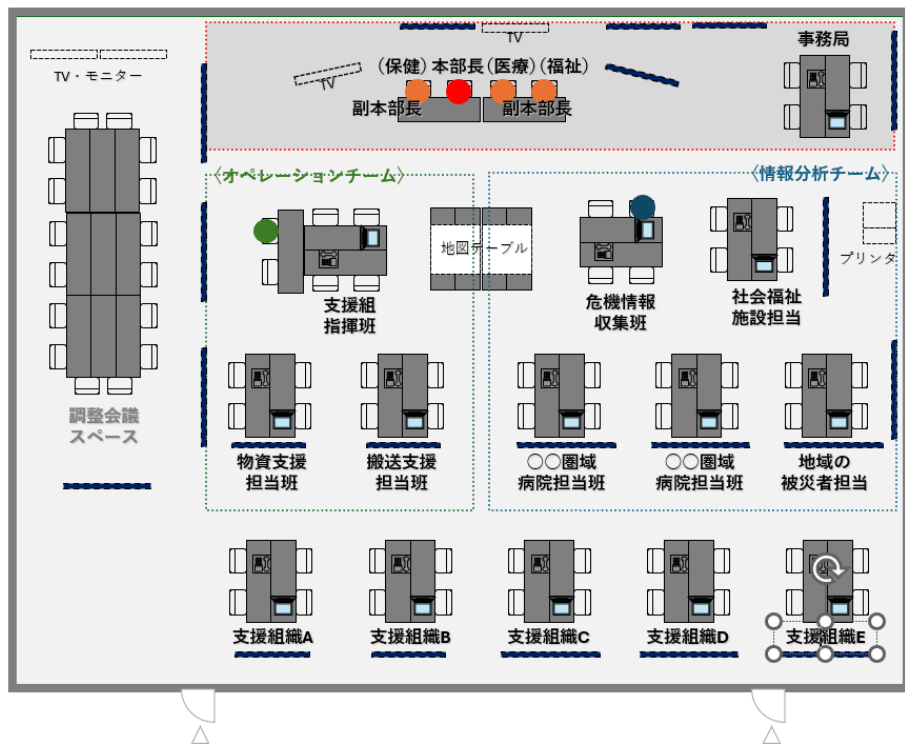 TV
事務局
TV・モニター
TV
(保健)本部長(医療)(福祉)
副本部長
副本部長
〈オペレーションチーム〉
〈情報分析チーム〉
地図テーブル
プリンタ
支援組
指揮班
危機情報
収集班
社会福祉
施設担当
調整会議
スペース
物資支援
担当班
搬送支援
担当班
〇〇圏域
病院担当班
〇〇圏域
病院担当班
地域の
被災者担当
支援組織A
支援組織B
支援組織C
支援組織D
支援組織E